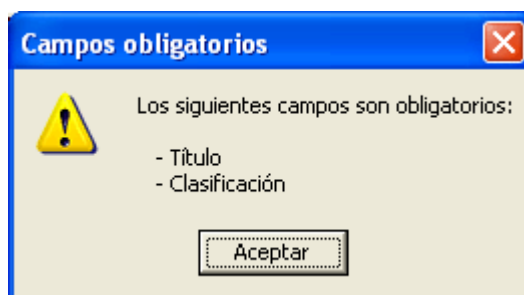 Campos obligatorios
Los siguientes campos son obligatorios:
- Título
- Clasificación
Aceptar